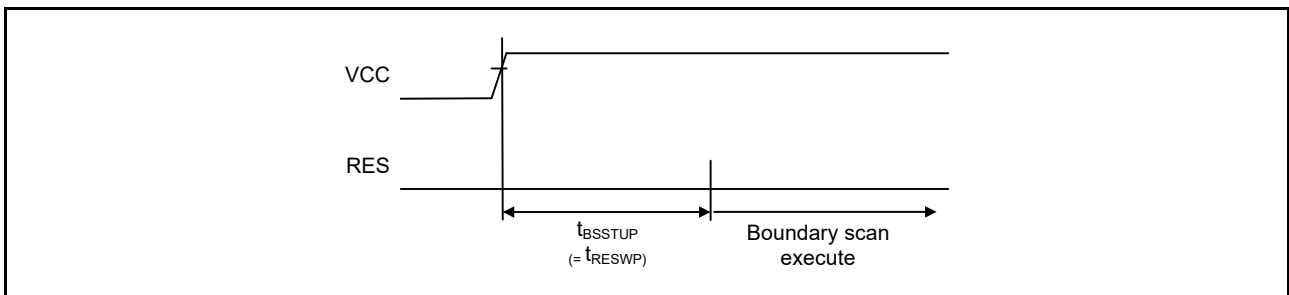 VCC
RES
tBSSTUP
(= tRESWP)
Boundary scan
execute